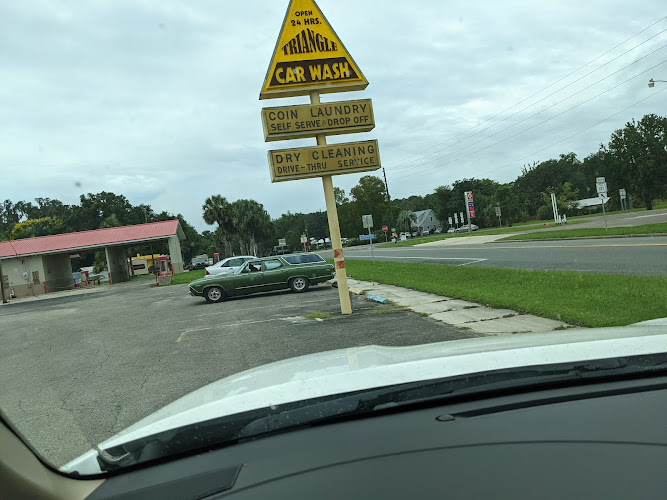 OPEN
24 HRS.
TRIANGLE
CAR WASH
COIN LAUNDRY
SELF SERVE & DROP OFF
DRY CLEANING
DRIVE-THRU SERVICE